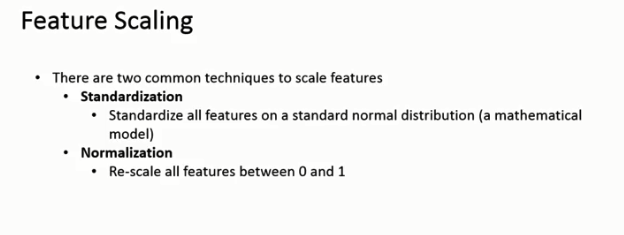 Feature Scaling
• There are two common techniques to scale features
• Standardization
• Standardize all features on a standard normal distribution (a mathematical
model)
• Normalization
• Re-scale all features between 0 and 1